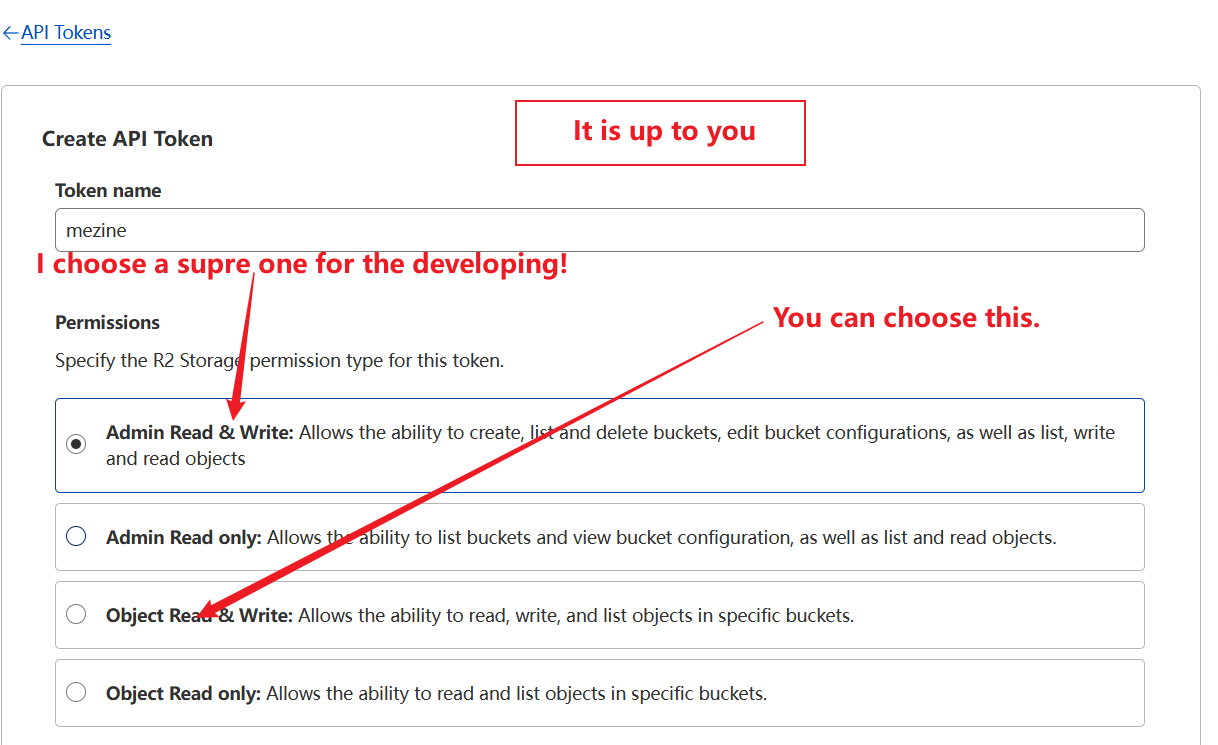 ←API Tokens
It is up to you
Create API Token
Token name
mezine
I choose a supre one for the developing!
You can choose this.
Permissions
Specify the R2 Storage permission type for this token.
Admin Read & Write: Allows the ability to create, list and delete buckets, edit bucket configurations, as well as list, write
and read objects
Admin Read only: Allows the ability to list buckets and view bucket configuration, as well as list and read objects.
Object Read & Write: Allows the ability to read, write, and list objects in specific buckets.
Object Read only: Allows the ability to read and list objects in specific buckets.